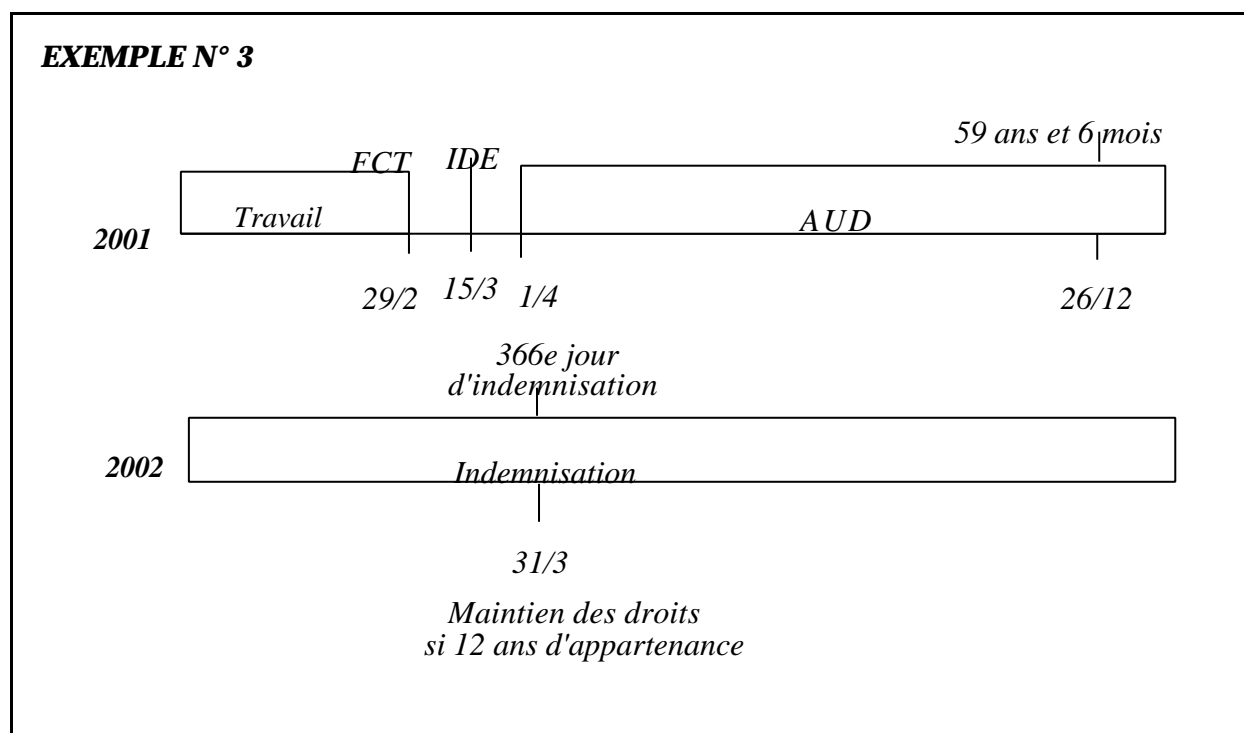 EXEMPLE N° 3
59 ans et 6 mois
FCT IDE
Travail
AUD
2001
29/2 15/3 1/4 26/12
366e jour
d'indemnisation
2002
Indemnisation
31/3
Maintien des droits
si 12 ans d'appartenance